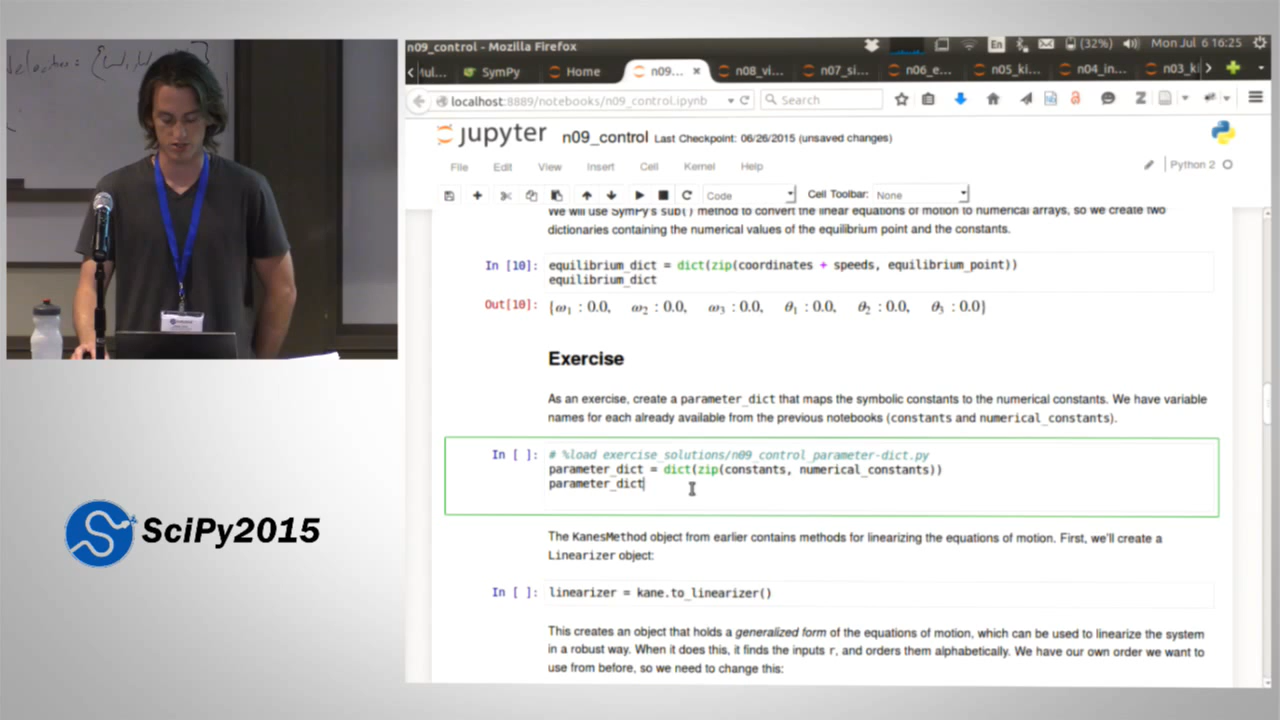 n09_control - Mozilla Firefox
(32%)
Mon Jul 6 16:25
En
SymPy
Home
n09...
n08_vi...
n07_si...
n06_e...
n05_ki...
n04_in...
n03_ki
localhost:8889/notebooks/n09_control.ipynb
Search
jupyter n09_control Last Checkpoint: 06/26/2015 (unsaved changes)
File Edit View Insert Cell Kernel Help
Python 2
Code
Cell Toolbar: None
We will use SymPy's sub() method to convert the linear equations of motion to numerical arrays, so we create two
dictionaries containing the numerical values of the equilibrium point and the constants.
In [10]: equilibrium_dict = dict(zip(coordinates + speeds, equilibrium_point))
equilibrium_dict
Out[10]: {ω₁ : 0.0, ω₂ : 0.0, ω₃ : 0.0, θ₁ : 0.0, θ₂ : 0.0, θ₃ : 0.0}
Exercise
As an exercise, create a parameter_dict that maps the symbolic constants to the numerical constants. We have variable
names for each already available from the previous notebooks (constants and numerical_constants).
In [ ]: # %load exercise_solutions/n09_control_parameter-dict.py
parameter_dict = dict(zip(constants, numerical_constants))
parameter_dict
The KanesMethod object from earlier contains methods for linearizing the equations of motion. First, we'll create a
Linearizer object:
In [ ]: linearizer = kane.to_linearizer()
This creates an object that holds a generalized form of the equations of motion, which can be used to linearize the system
in a robust way. When it does this, it finds the inputs r, and orders them alphabetically. We have our own order we want to
use from before, so we need to change this:
SciPy2015